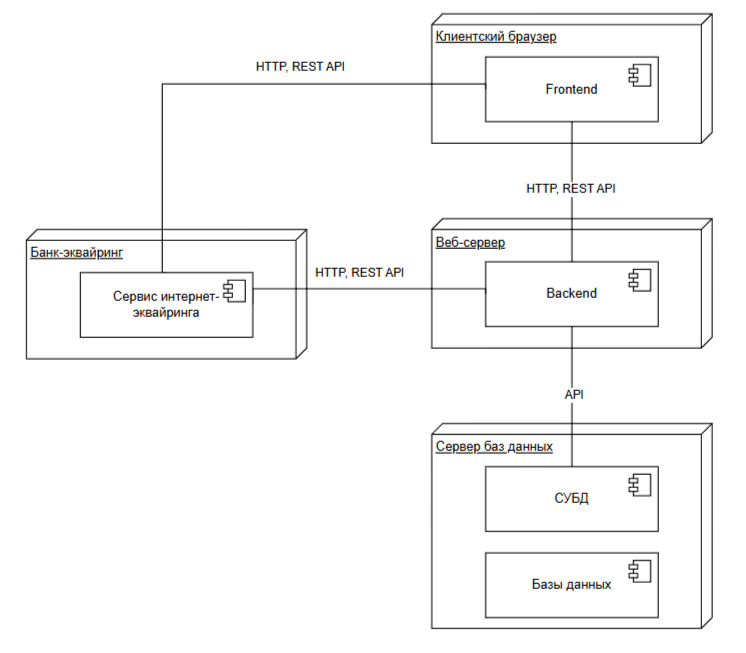 Клиентский браузер
HTTP, REST API
Frontend
HTTP, REST API
Банк-эквайринг
Веб-сервер
HTTP, REST API
Сервис интернет-
эквайринга
Backend
API
Сервер баз данных
СУБД
Базы данных